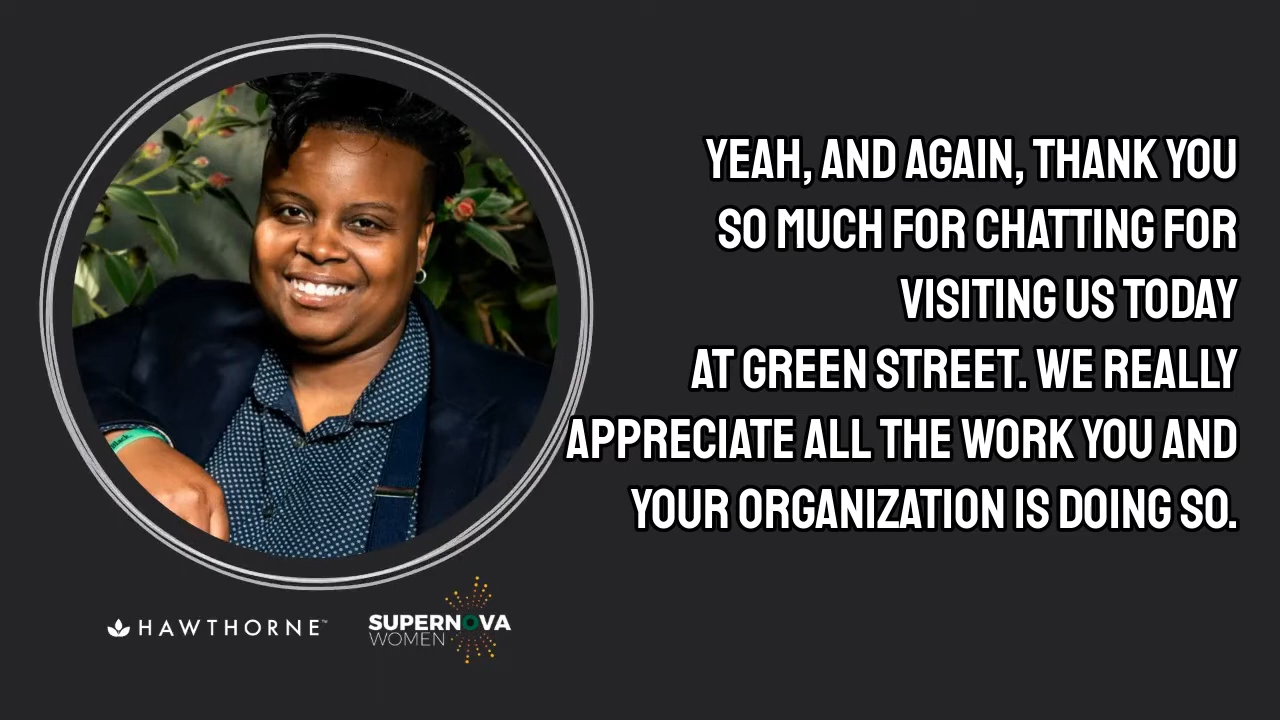 YEAH, AND AGAIN, THANK YOU
SO MUCH FOR CHATTING FOR
VISITING US TODAY
AT GREEN STREET. WE REALLY
APPRECIATE ALL THE WORK YOU AND
YOUR ORGANIZATION IS DOING SO.
HAWTHORNE™
SUPERNOVA
WOMEN